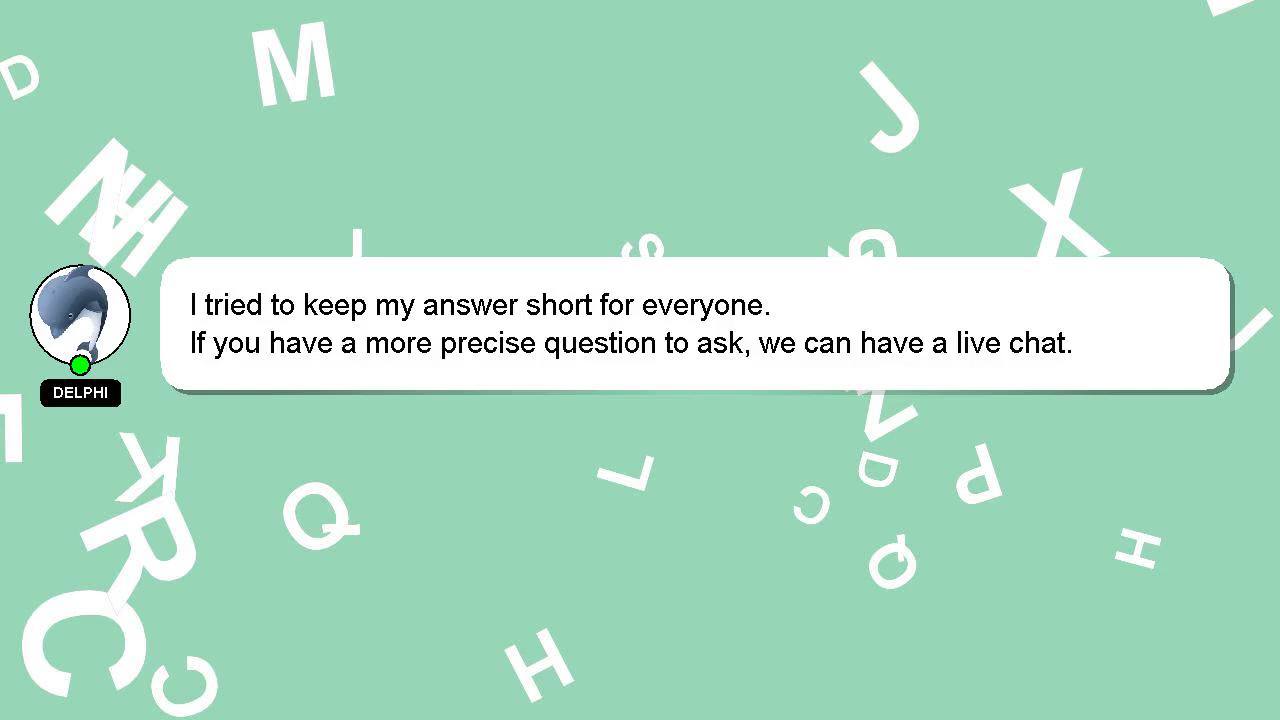 D
M
J
N
H
X
I
S
G
I tried to keep my answer short for everyone.
If you have a more precise question to ask, we can have a live chat.
DELPHI
Z
L
D
P
C
Q
R
Q
H
C
C
H